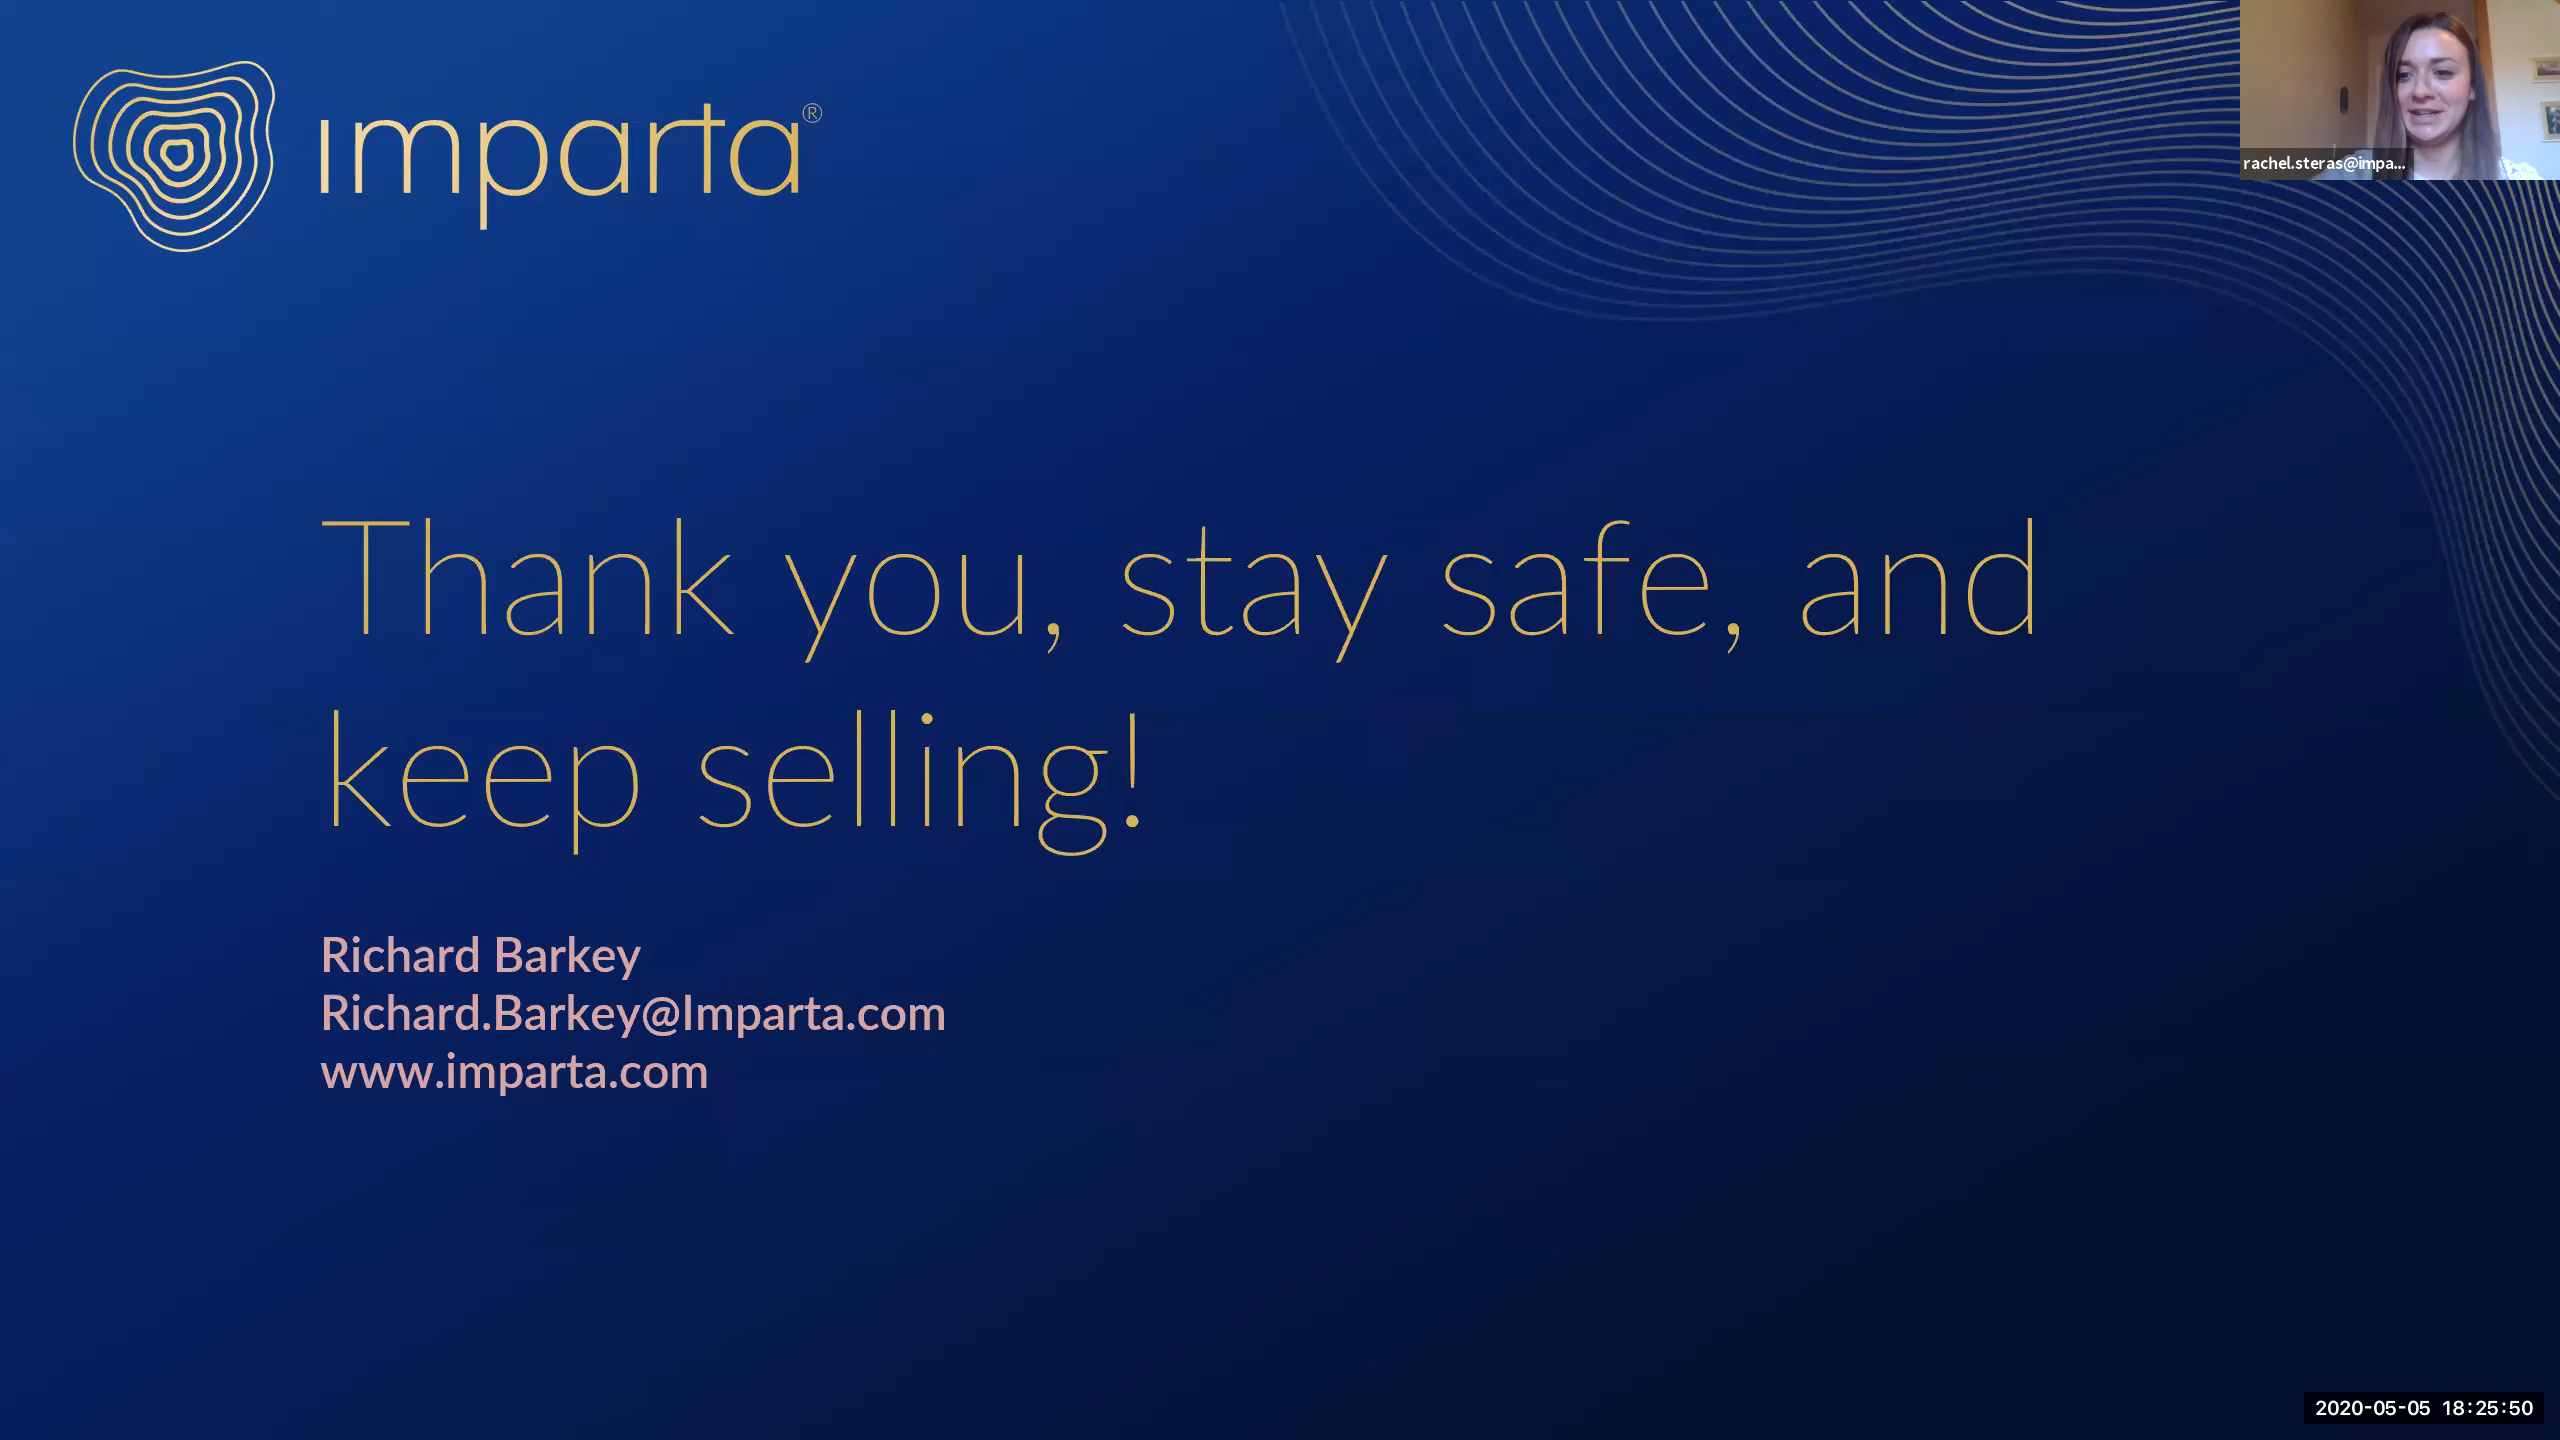 imparta®
rachel.steras@impa...
Thank you, stay safe, and
keep selling!
Richard Barkey
Richard.Barkey@Imparta.com
www.imparta.com
2020-05-05 18:25:50